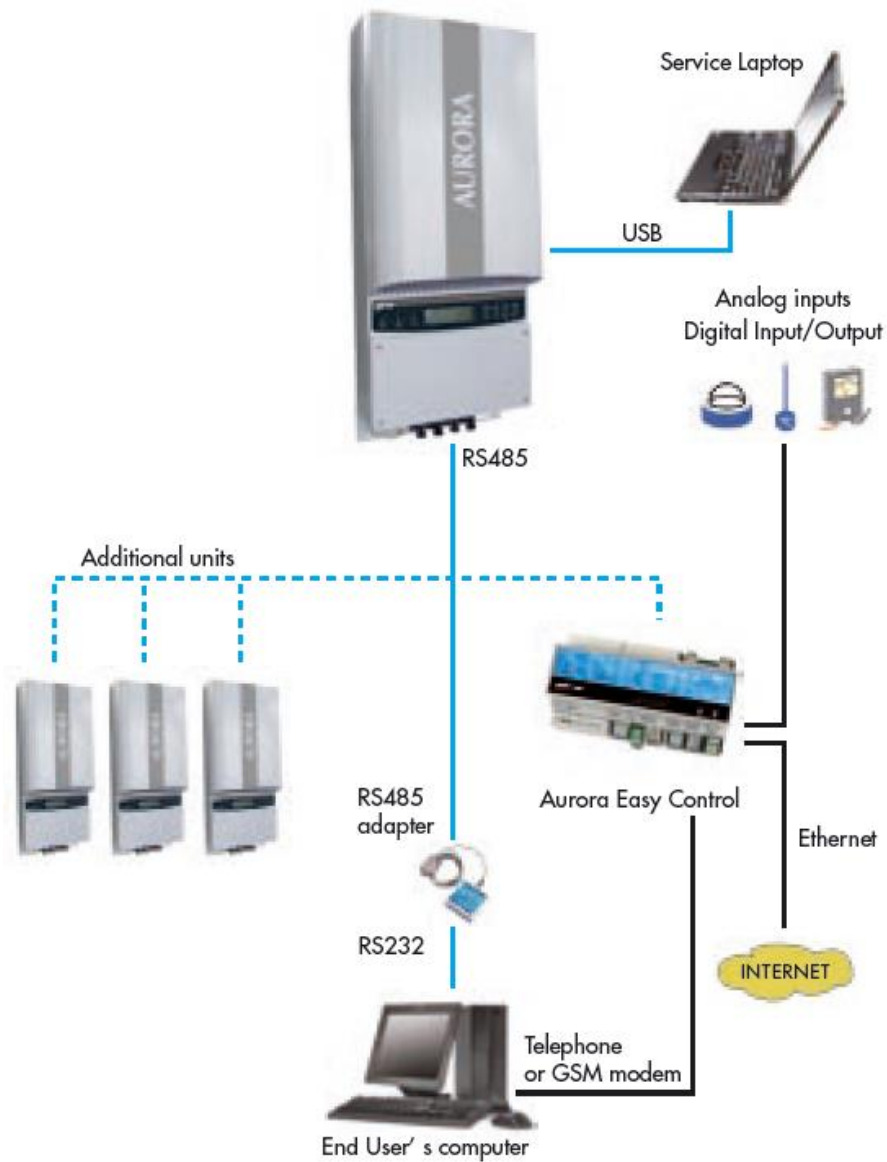 AURORA
Service Laptop
USB
Analog inputs
Digital Input/Output
RS485
Additional units
RS485
adapter
Aurora Easy Control
Ethernet
RS232
INTERNET
Telephone
or GSM modem
End User' s computer